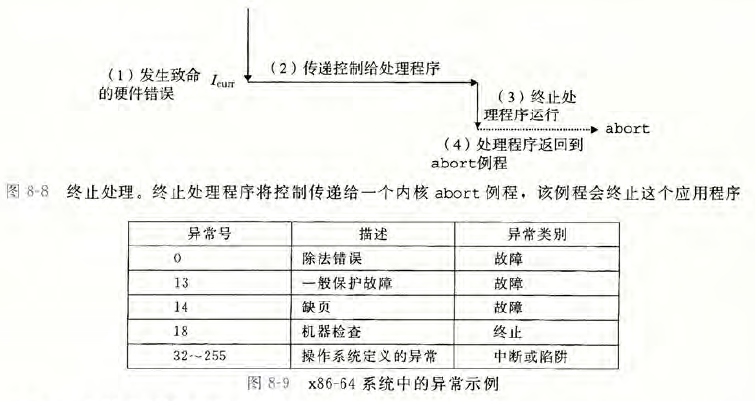 (1) 发生致命
的硬件错误
Icurr
(2) 传递控制给处理程序
(3) 终止处
理程序运行
abort
(4) 处理程序返回到
abort例程
图 8-8 终止处理。终止处理程序将控制传递给一个内核 abort 例程，该例程会终止这个应用程序
异常号 描述 异常类别
0 除法错误 故障
13 一般保护故障 故障
14 缺页 故障
18 机器检查 终止
32~255 操作系统定义的异常 中断或陷阱
图 8-9 x86-64 系统中的异常示例